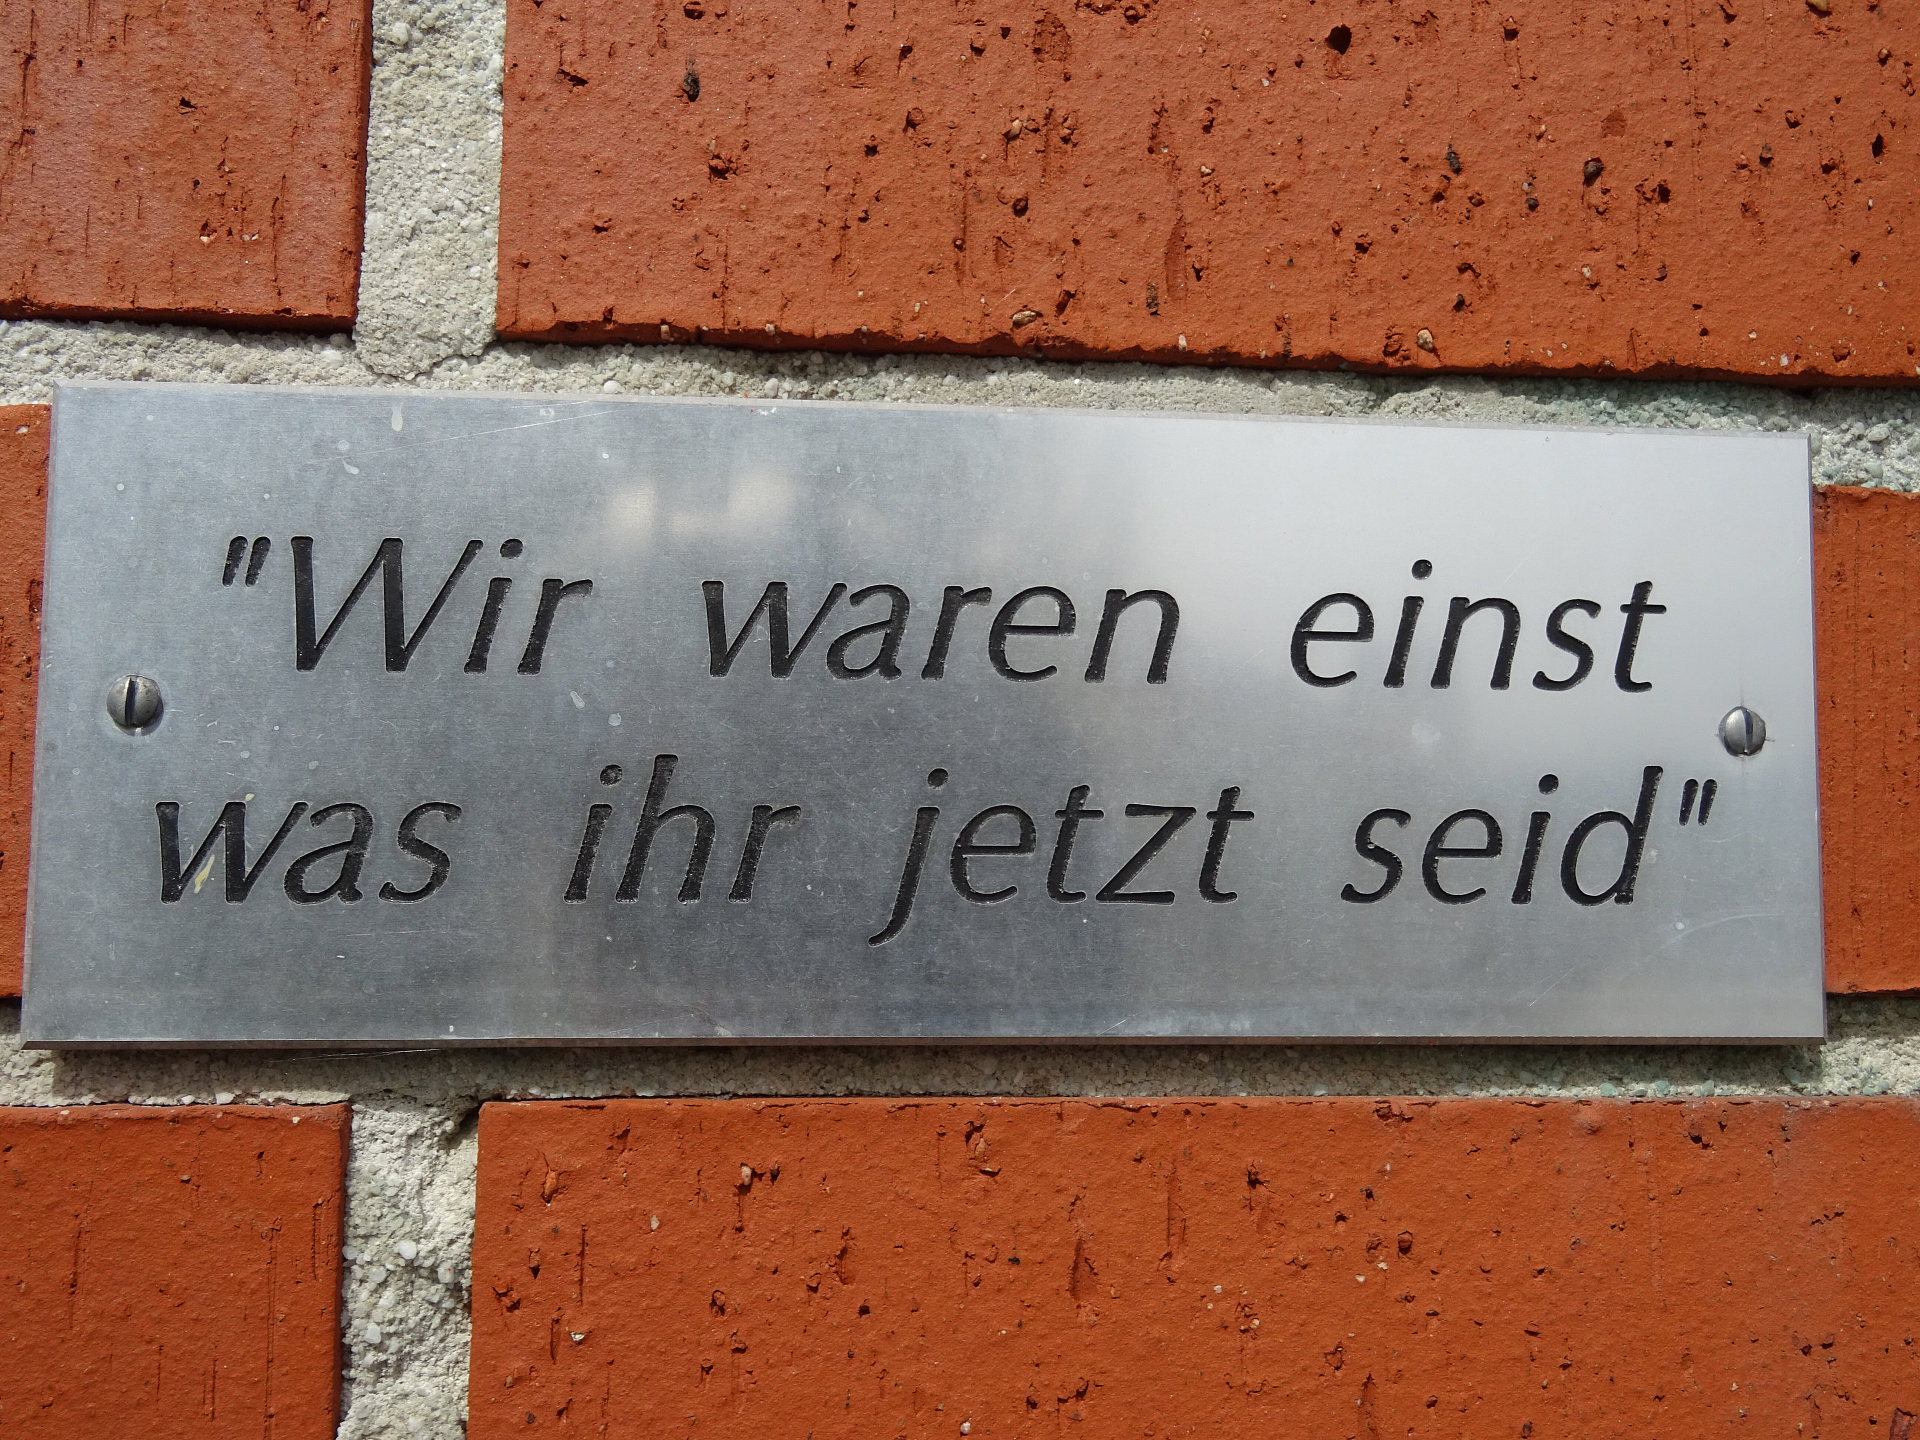 "Wir waren einst
was ihr jetzt seid"